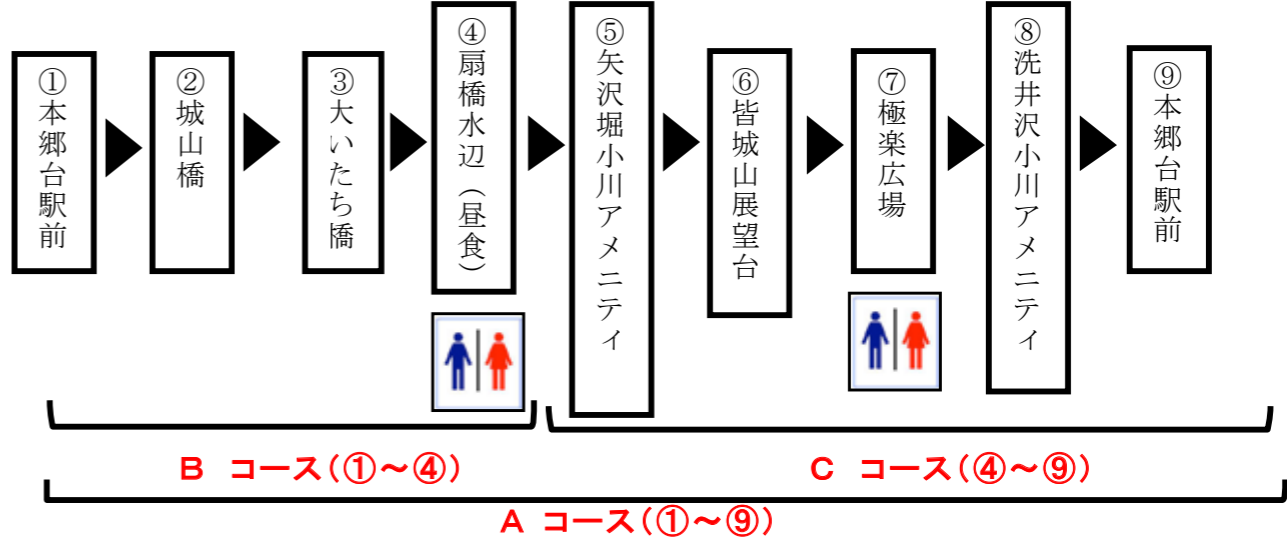 ①本郷台駅前
②城山橋
③大いたち橋
④扇橋水辺（昼食）
⑤矢沢堀小川アメニティ
⑥皆城山展望台
⑦極楽広場
⑧洗井沢小川アメニティ
⑨本郷台駅前
B コース(①～④)
C コース(④～⑨)
A コース(①～⑨)